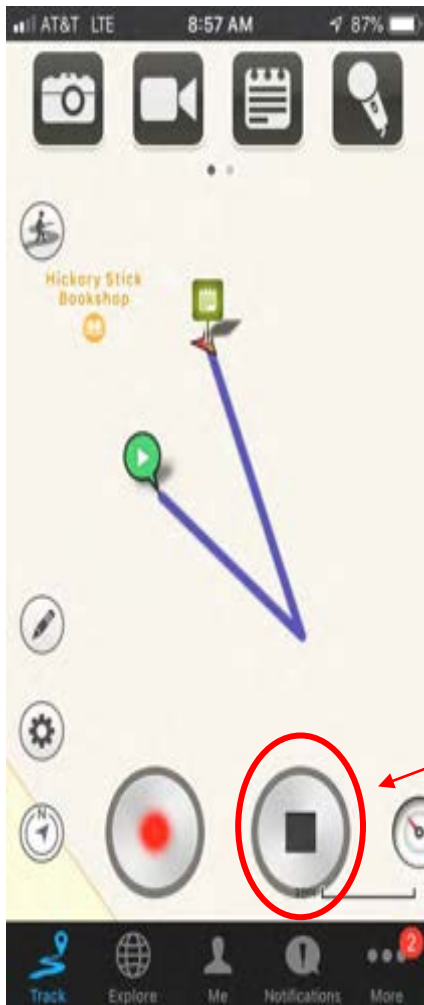 AT&T LTE 8:57 AM 87%
Hickory Stick
Bookshop
N
2
Track Explore Me Notifications More